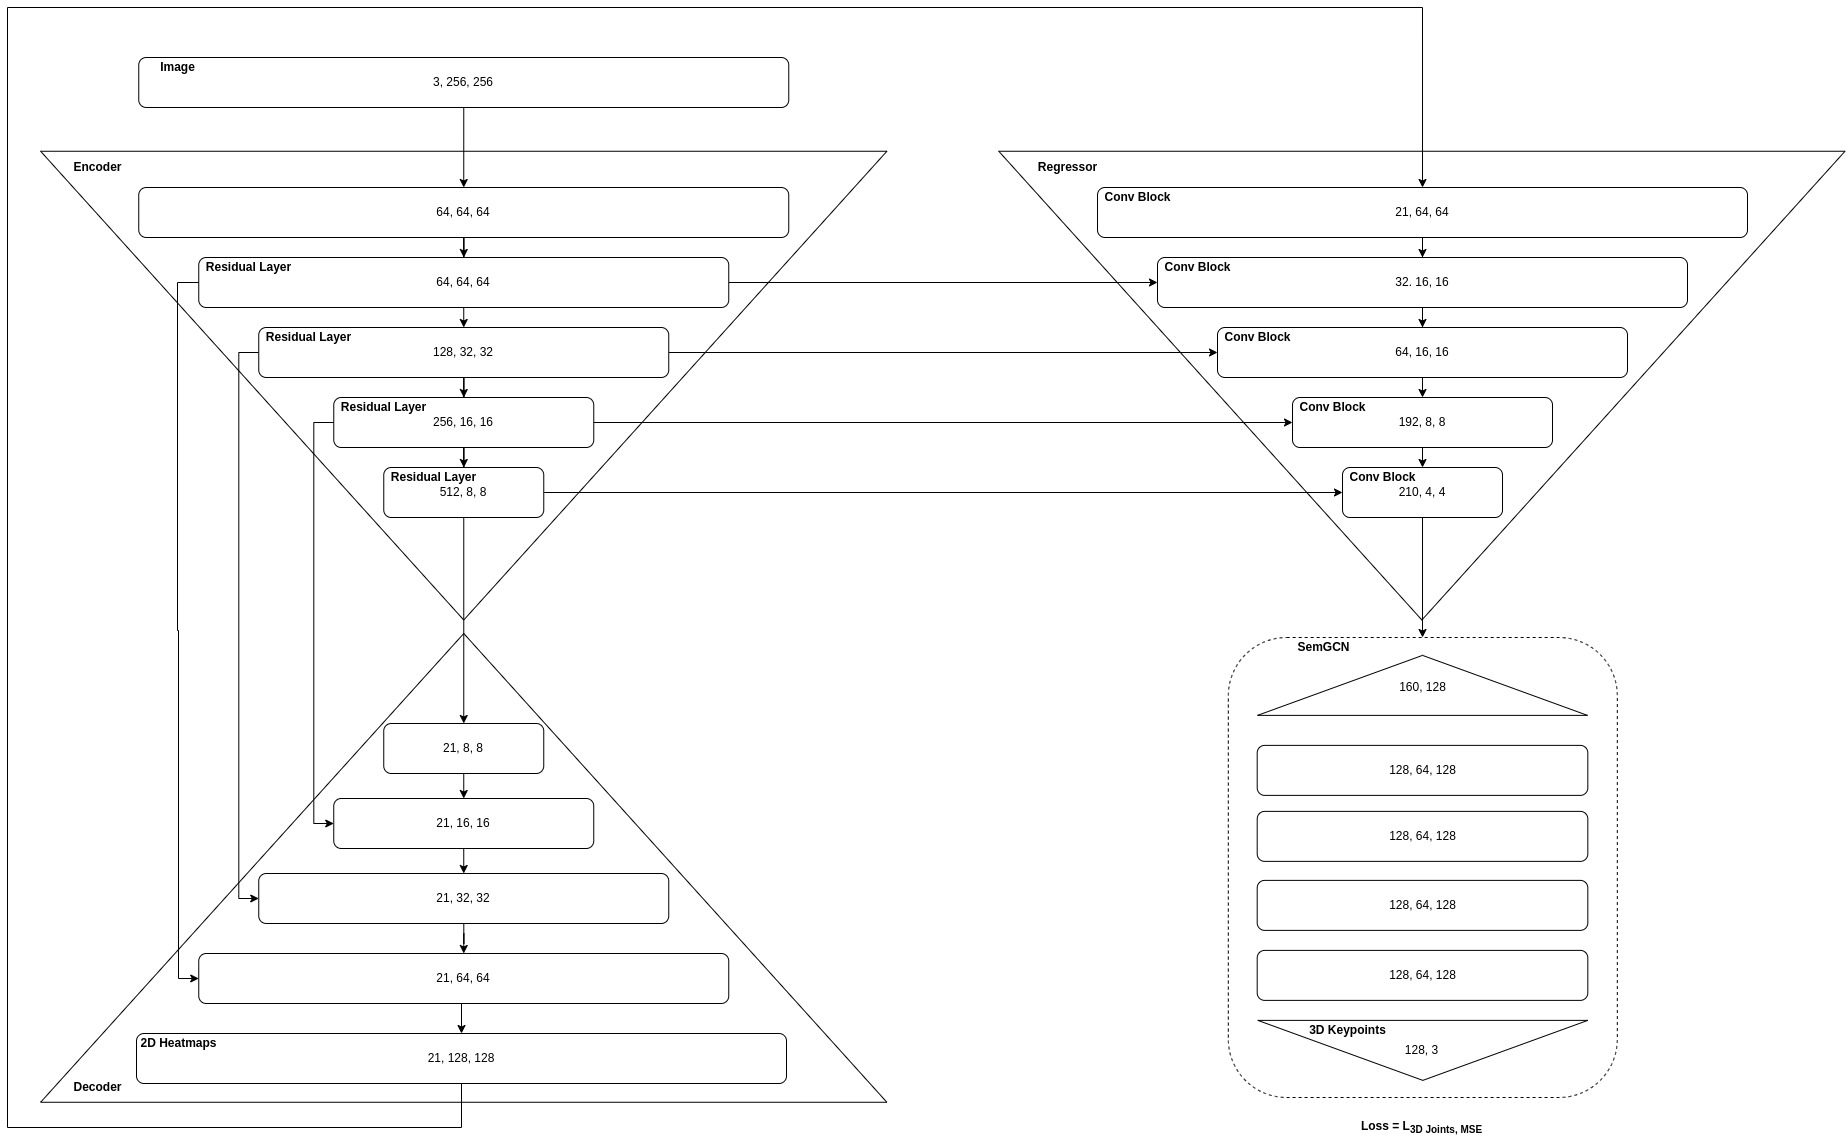 Image
3, 256, 256
Encoder
64, 64, 64
Residual Layer
64, 64, 64
Residual Layer
128, 32, 32
Residual Layer
256, 16, 16
Residual Layer
512, 8, 8
21, 8, 8
21, 16, 16
21, 32, 32
21, 64, 64
2D Heatmaps
21, 128, 128
Decoder
Regressor
Conv Block
21, 64, 64
Conv Block
32. 16, 16
Conv Block
64, 16, 16
Conv Block
192, 8, 8
Conv Block
210, 4, 4
SemGCN
160, 128
128, 64, 128
128, 64, 128
128, 64, 128
128, 64, 128
3D Keypoints
128, 3
Loss = L3D Joints, MSE